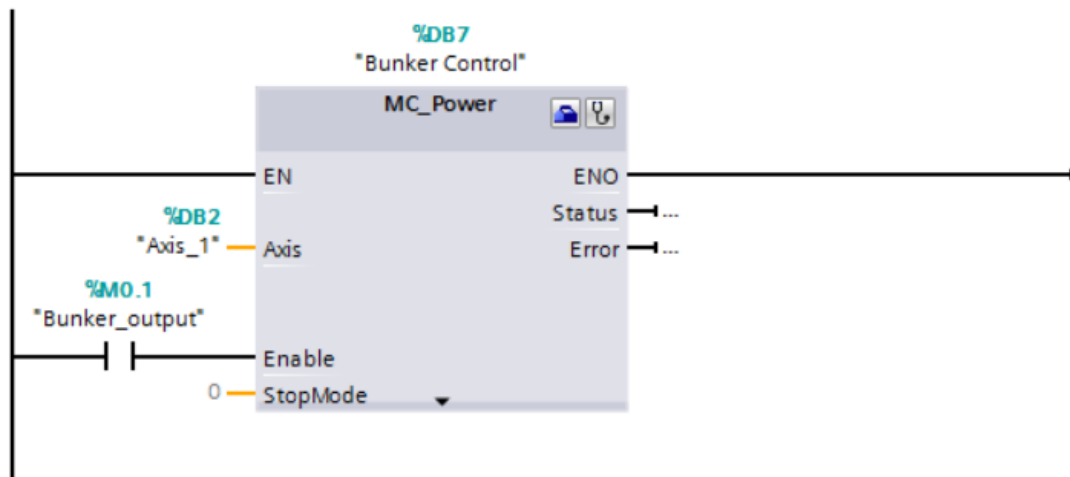 %DB7
"Bunker Control"
MC_Power
EN
ENO
%DB2
"Axis_1"
Axis
Status
...
Error
...
%M0.1
"Bunker_output"
Enable
0
StopMode